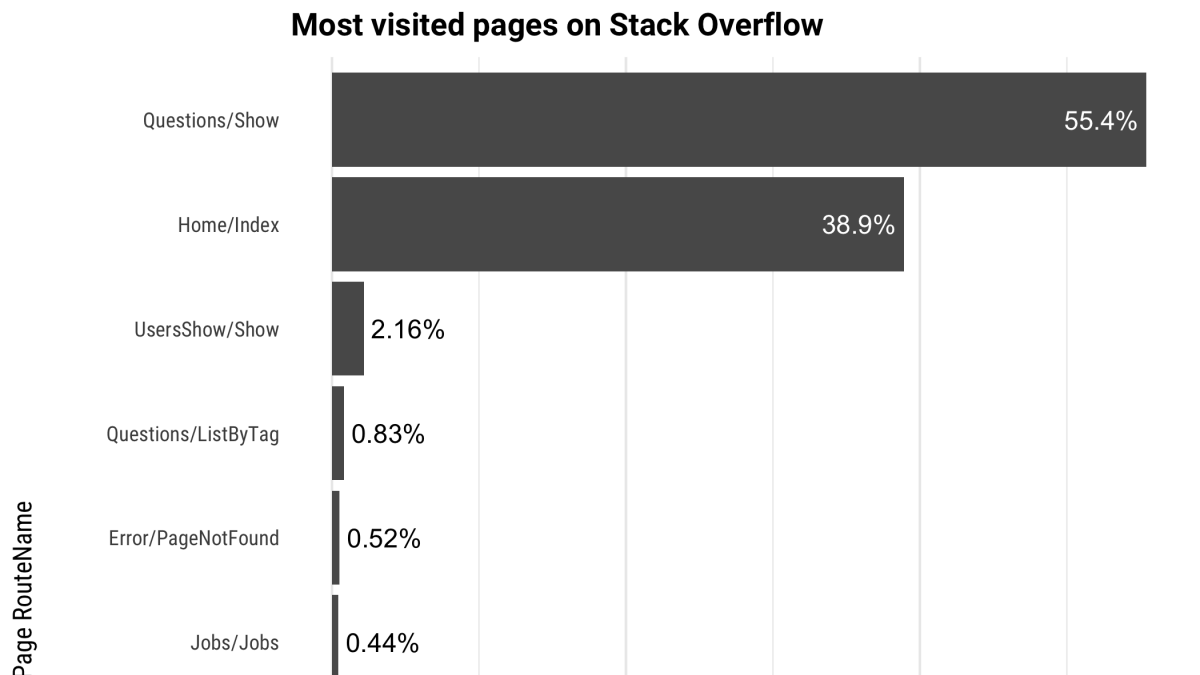 Most visited pages on Stack Overflow
Questions/Show
55.4%
Home/Index
38.9%
UsersShow/Show
2.16%
Questions/ListByTag
0.83%
Error/PageNotFound
0.52%
Jobs/Jobs
0.44%
Page RouteName